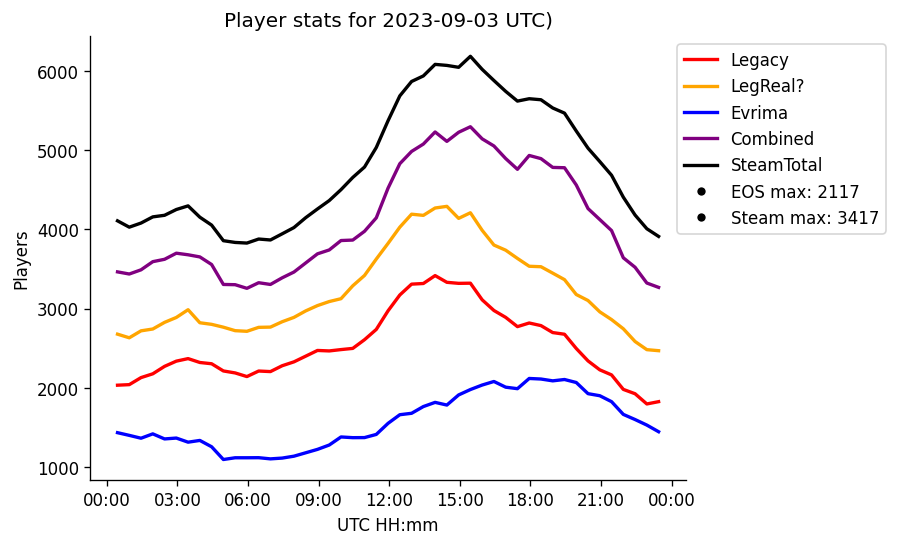 Player stats for 2023-09-03 UTC)
Legacy
LegReal?
Evrima
Combined
SteamTotal
EOS max: 2117
Steam max: 3417
Players
6000
5000
4000
3000
2000
1000
00:00 03:00 06:00 09:00 12:00 15:00 18:00 21:00 00:00
UTC HH:mm